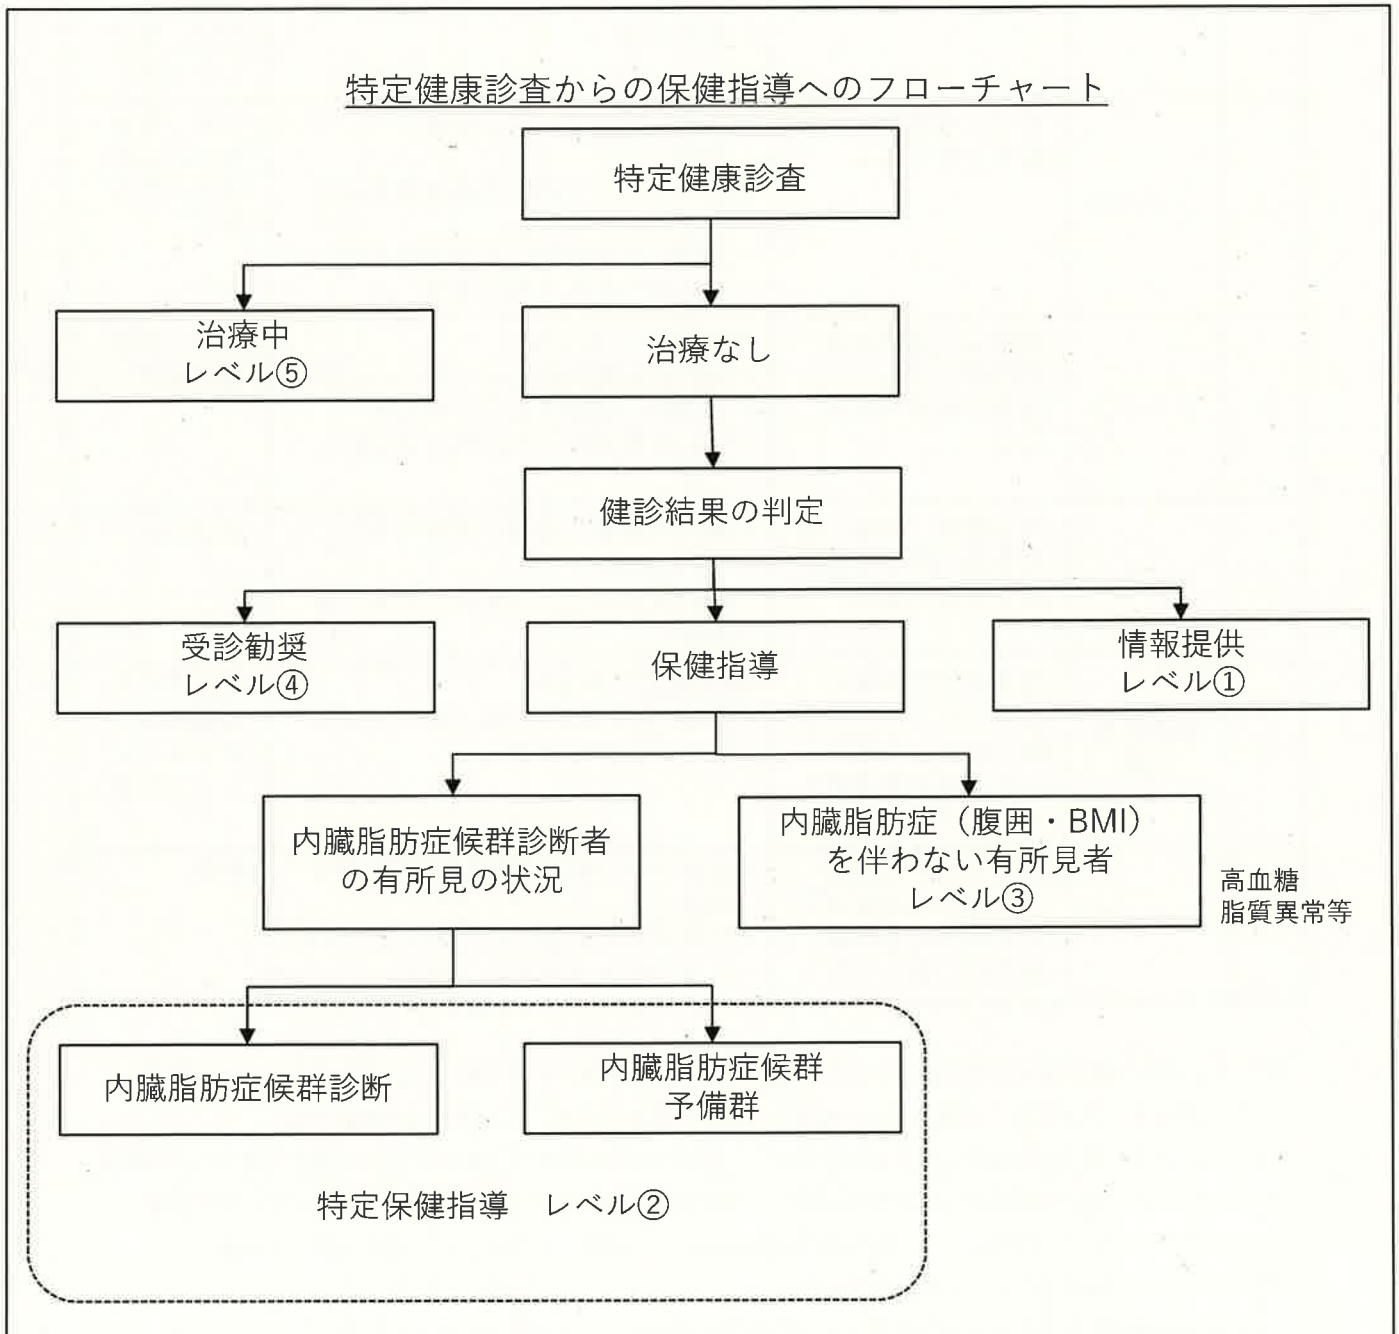 特定健康診査からの保健指導へのフローチャート
特定健康診査
治療中
レベル⑤
治療なし
健診結果の判定
受診勧奨
レベル④
保健指導
情報提供
レベル①
内臓脂肪症候群診断者
の有所見の状況
内臓脂肪症（腹囲・BMI）
を伴わない有所見者
レベル③
高血糖
脂質異常等
内臓脂肪症候群診断
内臓脂肪症候群
予備群
特定保健指導　レベル②